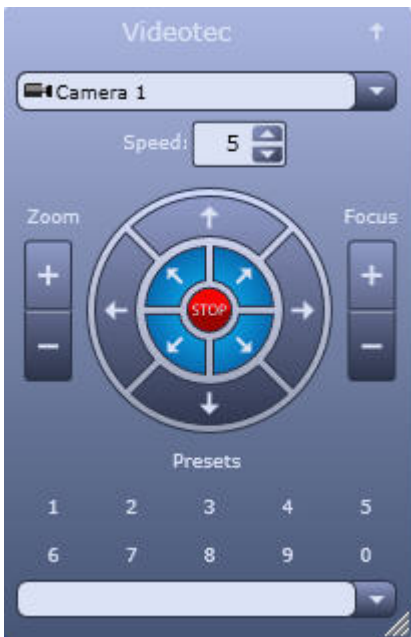 Videotec
Camera 1
Speed: 5
Zoom
Focus
STOP
Presets
1 2 3 4 5
6 7 8 9 0